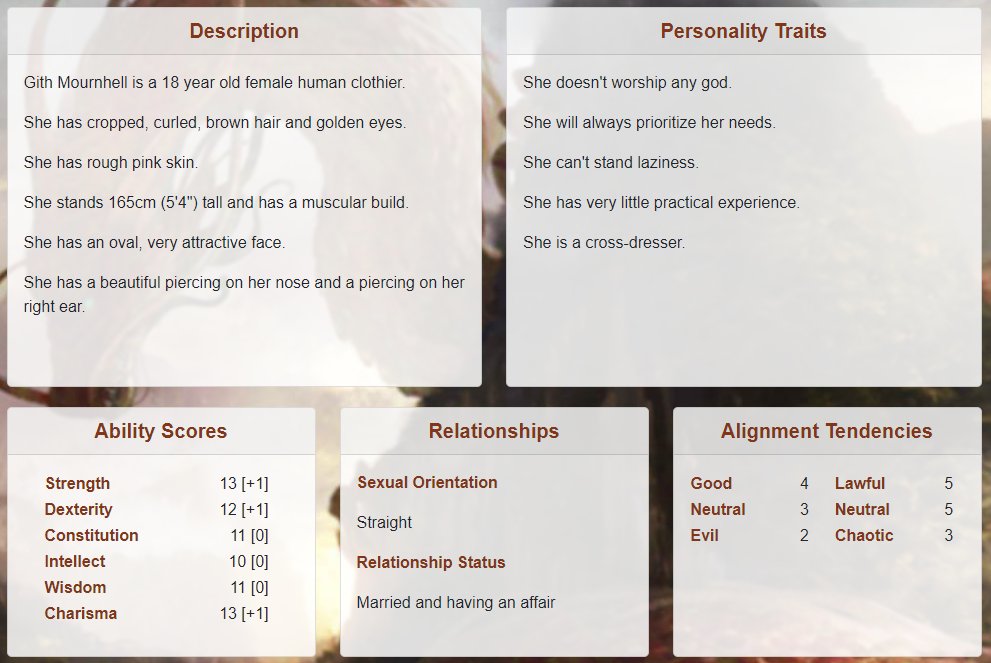 Description
Gith Mournhell is a 18 year old female human clothier.
She has cropped, curled, brown hair and golden eyes.
She has rough pink skin.
She stands 165cm (5'4") tall and has a muscular build.
She has an oval, very attractive face.
She has a beautiful piercing on her nose and a piercing on her
right ear.
Personality Traits
She doesn't worship any god.
She will always prioritize her needs.
She can't stand laziness.
She has very little practical experience.
She is a cross-dresser.
Ability Scores
Strength 13 [+1]
Dexterity 12 [+1]
Constitution 11 [0]
Intellect 10 [0]
Wisdom 11 [0]
Charisma 13 [+1]
Relationships
Sexual Orientation
Straight
Relationship Status
Married and having an affair
Alignment Tendencies
Good 4 Lawful 5
Neutral 3 Neutral 5
Evil 2 Chaotic 3